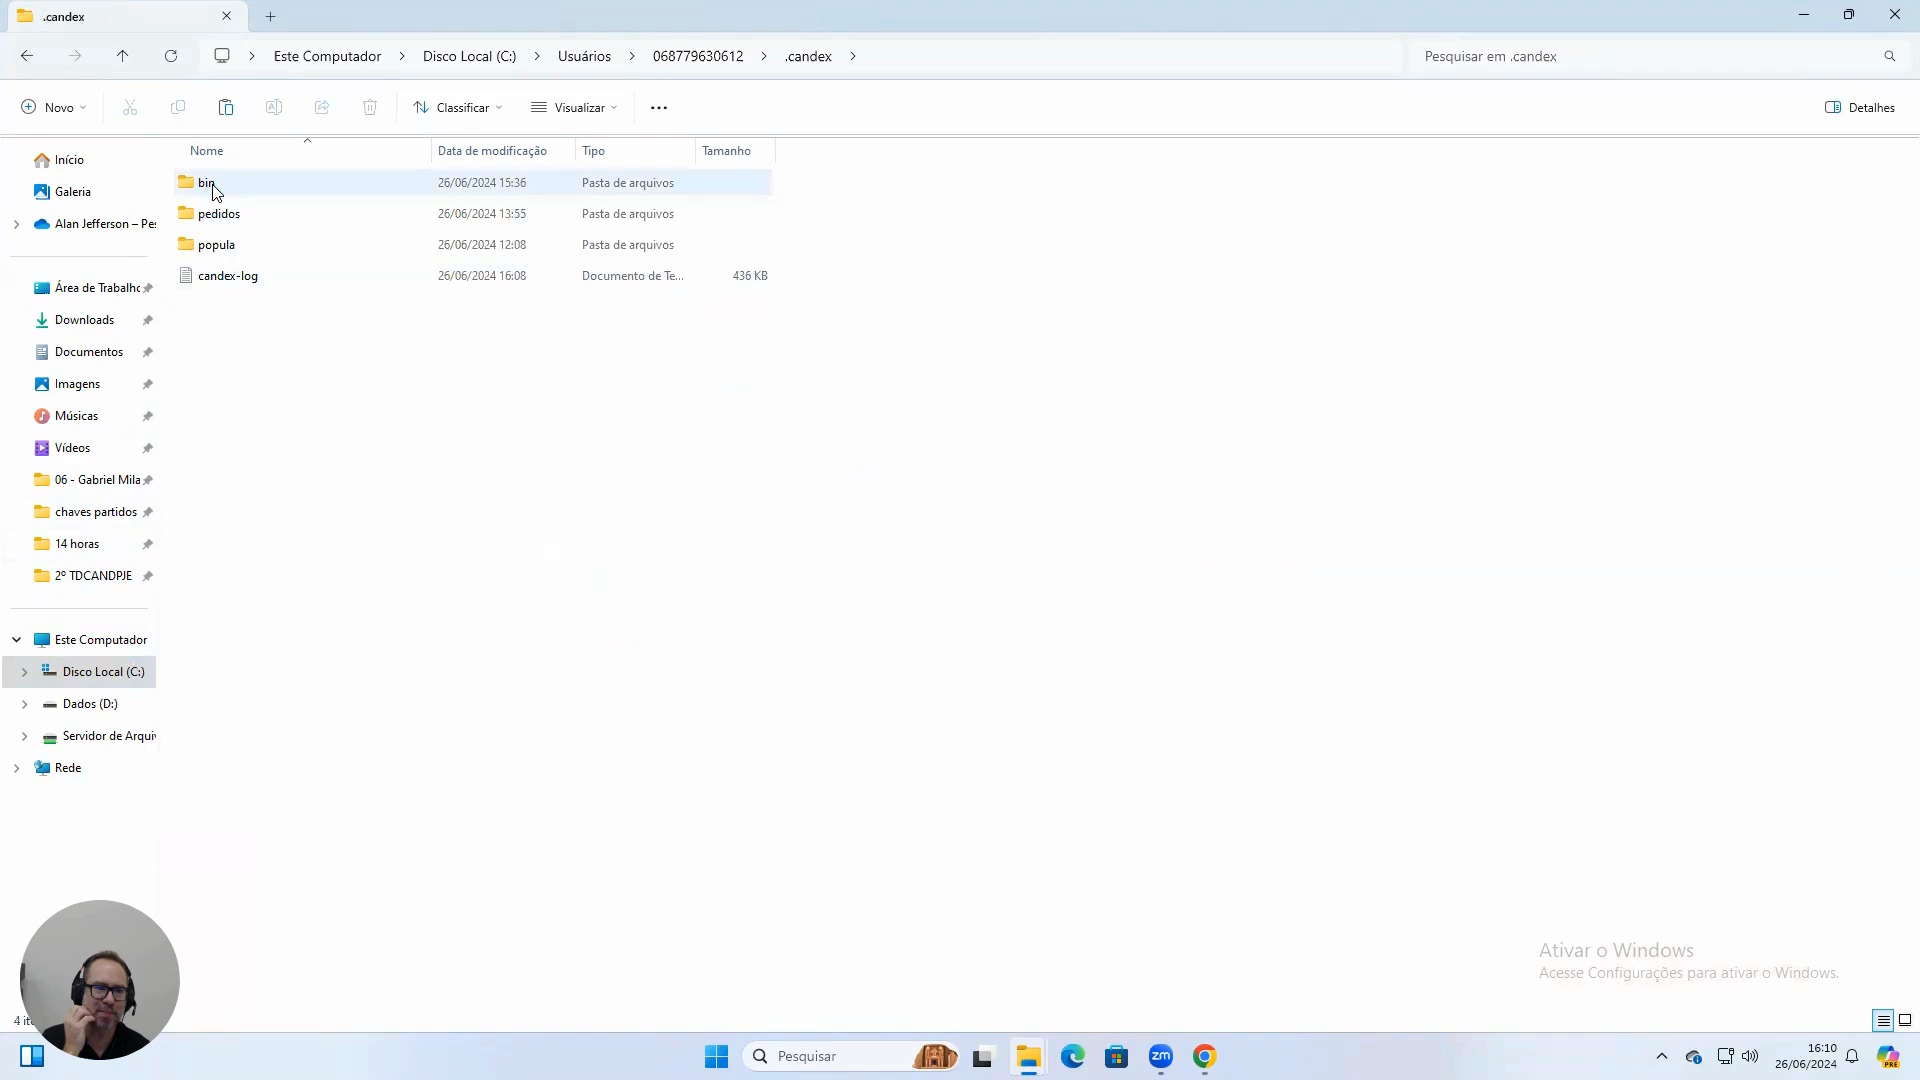 .candex
Este Computador
Disco Local (C:)
Usuários
068779630612
.candex
Pesquisar em .candex
Novo
Classificar
Visualizar
Detalhes
Nome
Data de modificação
Tipo
Tamanho
bin
26/06/2024 15:36
Pasta de arquivos
pedidos
26/06/2024 13:55
Pasta de arquivos
popula
26/06/2024 12:08
Pasta de arquivos
candex-log
26/06/2024 16:08
Documento de Te...
436 KB
Início
Galeria
Alan Jefferson – Pes
Área de Trabalho
Downloads
Documentos
Imagens
Músicas
Vídeos
06 - Gabriel Mila
chaves partidos
14 horas
2º TDCANDPJE
Este Computador
Disco Local (C:)
Dados (D:)
Servidor de Arqui
Rede
Ativar o Windows
Acesse Configurações para ativar o Windows.
Pesquisar
zm
16:10
26/06/2024
PRE